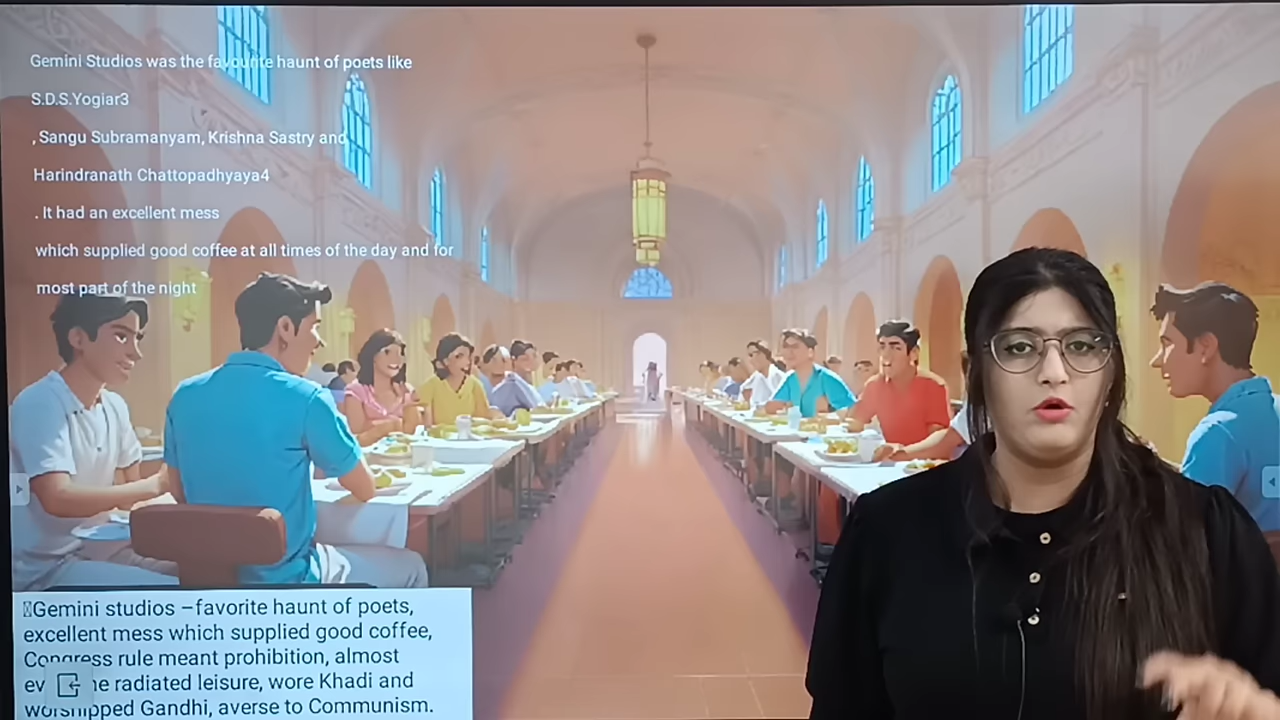 Gemini Studios was the favourite haunt of poets like
S.D.S.Yogiar3
, Sangu Subramanyam, Krishna Sastry and
Harindranath Chattopadhyaya4
. It had an excellent mess
which supplied good coffee at all times of the day and for
most part of the night
Gemini studios –favorite haunt of poets,
excellent mess which supplied good coffee,
Congress rule meant prohibition, almost
radiated leisure, wore Khadi and
worshipped Gandhi, averse to Communism.